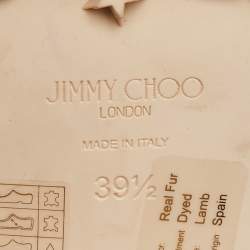 JIMMY CHOO
LONDON
MADE IN ITALY
39½
Real Fur
Dyed
Lamb
Spain